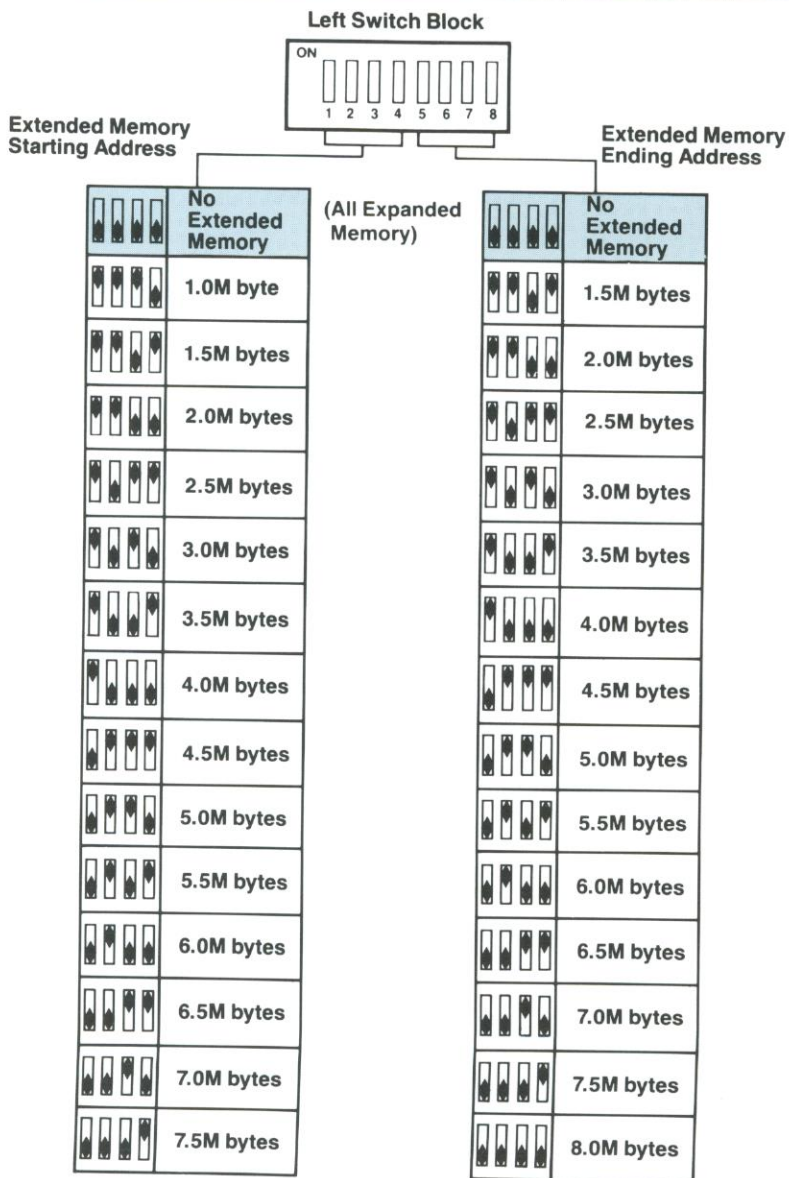 Left Switch Block
ON
1 2 3 4 5 6 7 8
Extended Memory
Starting Address
Extended Memory
Ending Address
(All Expanded
Memory)
No
Extended
Memory
1.0M byte
1.5M bytes
2.0M bytes
2.5M bytes
3.0M bytes
3.5M bytes
4.0M bytes
4.5M bytes
5.0M bytes
5.5M bytes
6.0M bytes
6.5M bytes
7.0M bytes
7.5M bytes
No
Extended
Memory
1.5M bytes
2.0M bytes
2.5M bytes
3.0M bytes
3.5M bytes
4.0M bytes
4.5M bytes
5.0M bytes
5.5M bytes
6.0M bytes
6.5M bytes
7.0M bytes
7.5M bytes
8.0M bytes